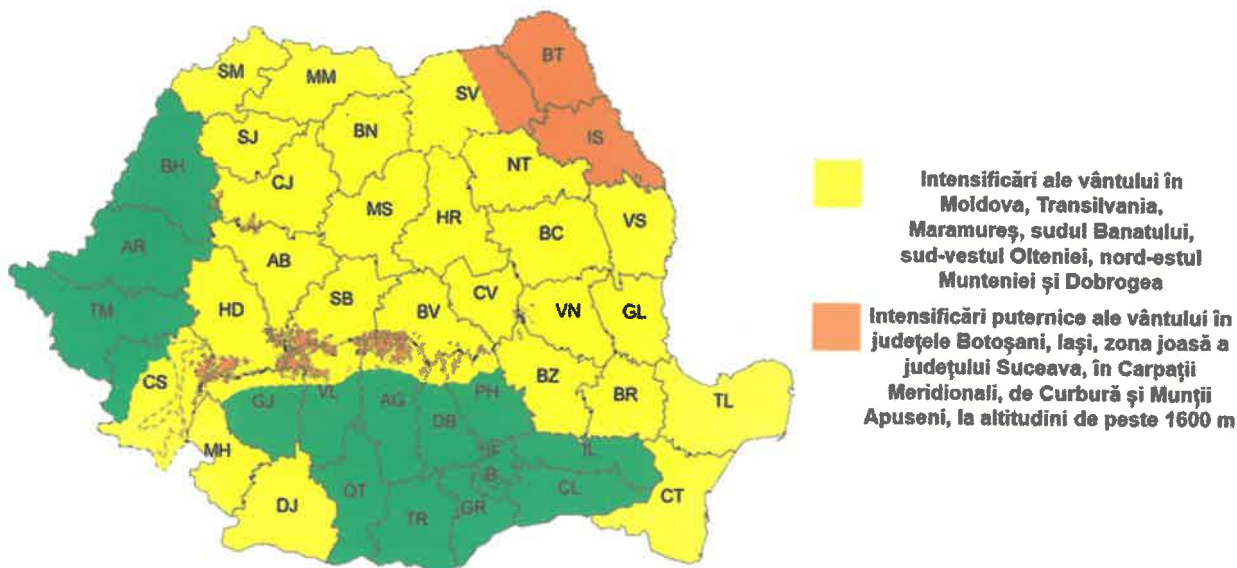 BT
SM
MM
SV
SJ
BN
IS
BH
NT
CJ
MS
HR
BC
VS
AR
AB
TM
HD
SB
BV
CV
VN
GL
CS
GJ
VL
AG
PH
BZ
BR
TL
DB
MH
IL
B
DJ
OT
TR
GR
CL
CT
Intensificări ale vântului în
Moldova, Transilvania,
Maramureș, sudul Banatului,
sud-vestul Olteniei, nord-estul
Munteniei și Dobrogea
Intensificări puternice ale vântului în
județele Botoșani, Iași, zona joasă a
județului Suceava, în Carpații
Meridionali, de Curbură și Munții
Apuseni, la altitudini de peste 1600 m